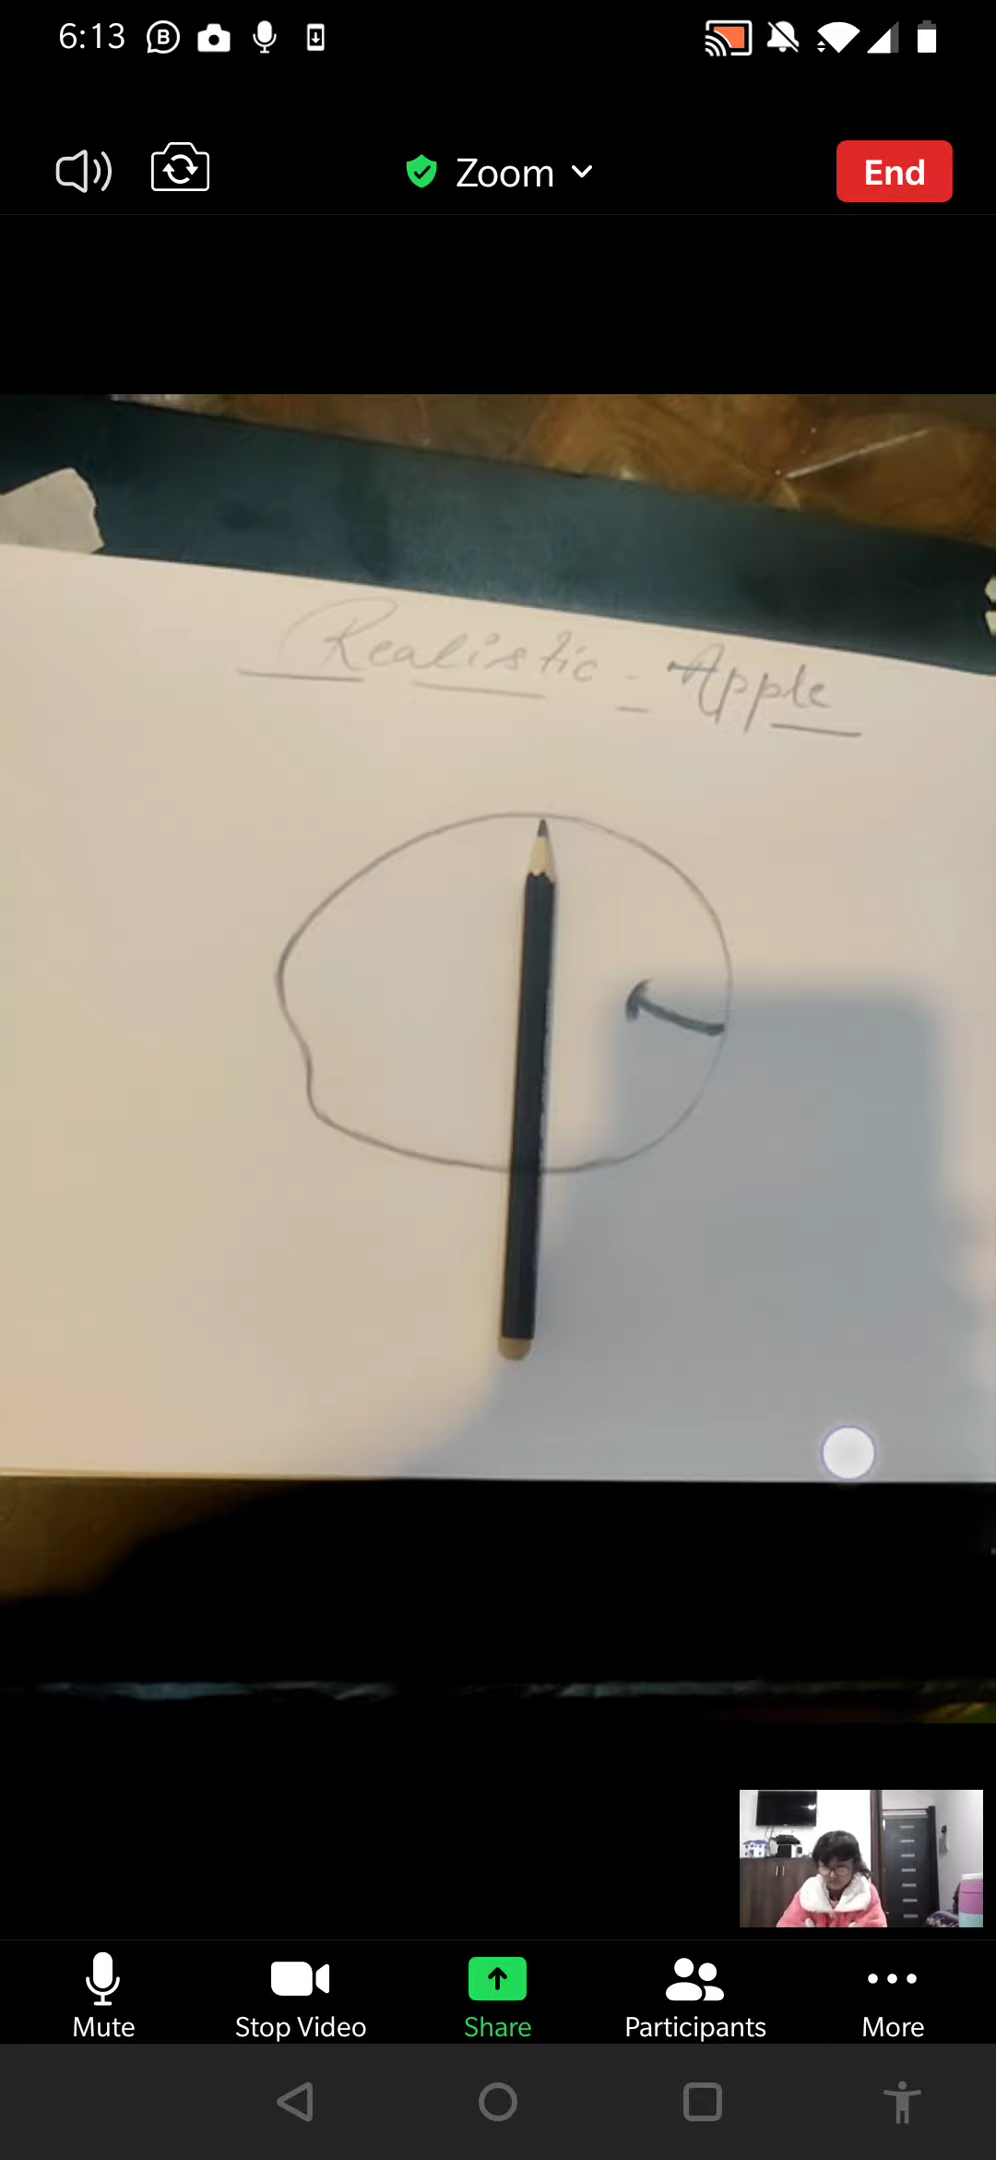 6:13
Zoom
End
Realistic - Apple
Mute
Stop Video
Share
Participants
More